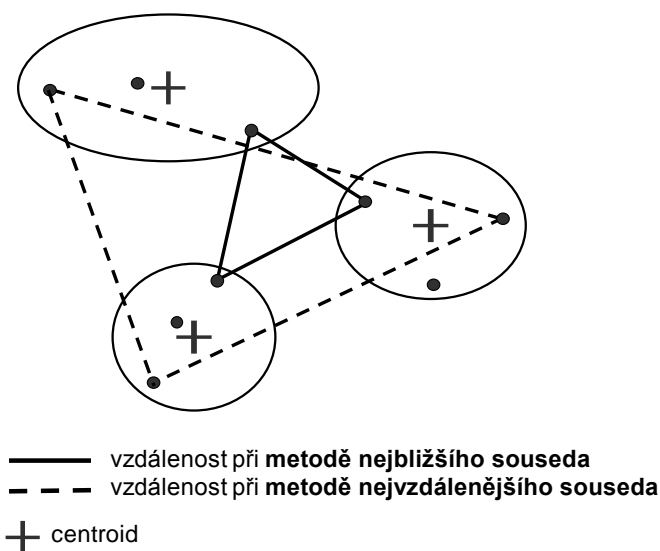 vzdálenost při metodě nejbližšího souseda
vzdálenost při metodě nejvzdálenějšího souseda
centroid